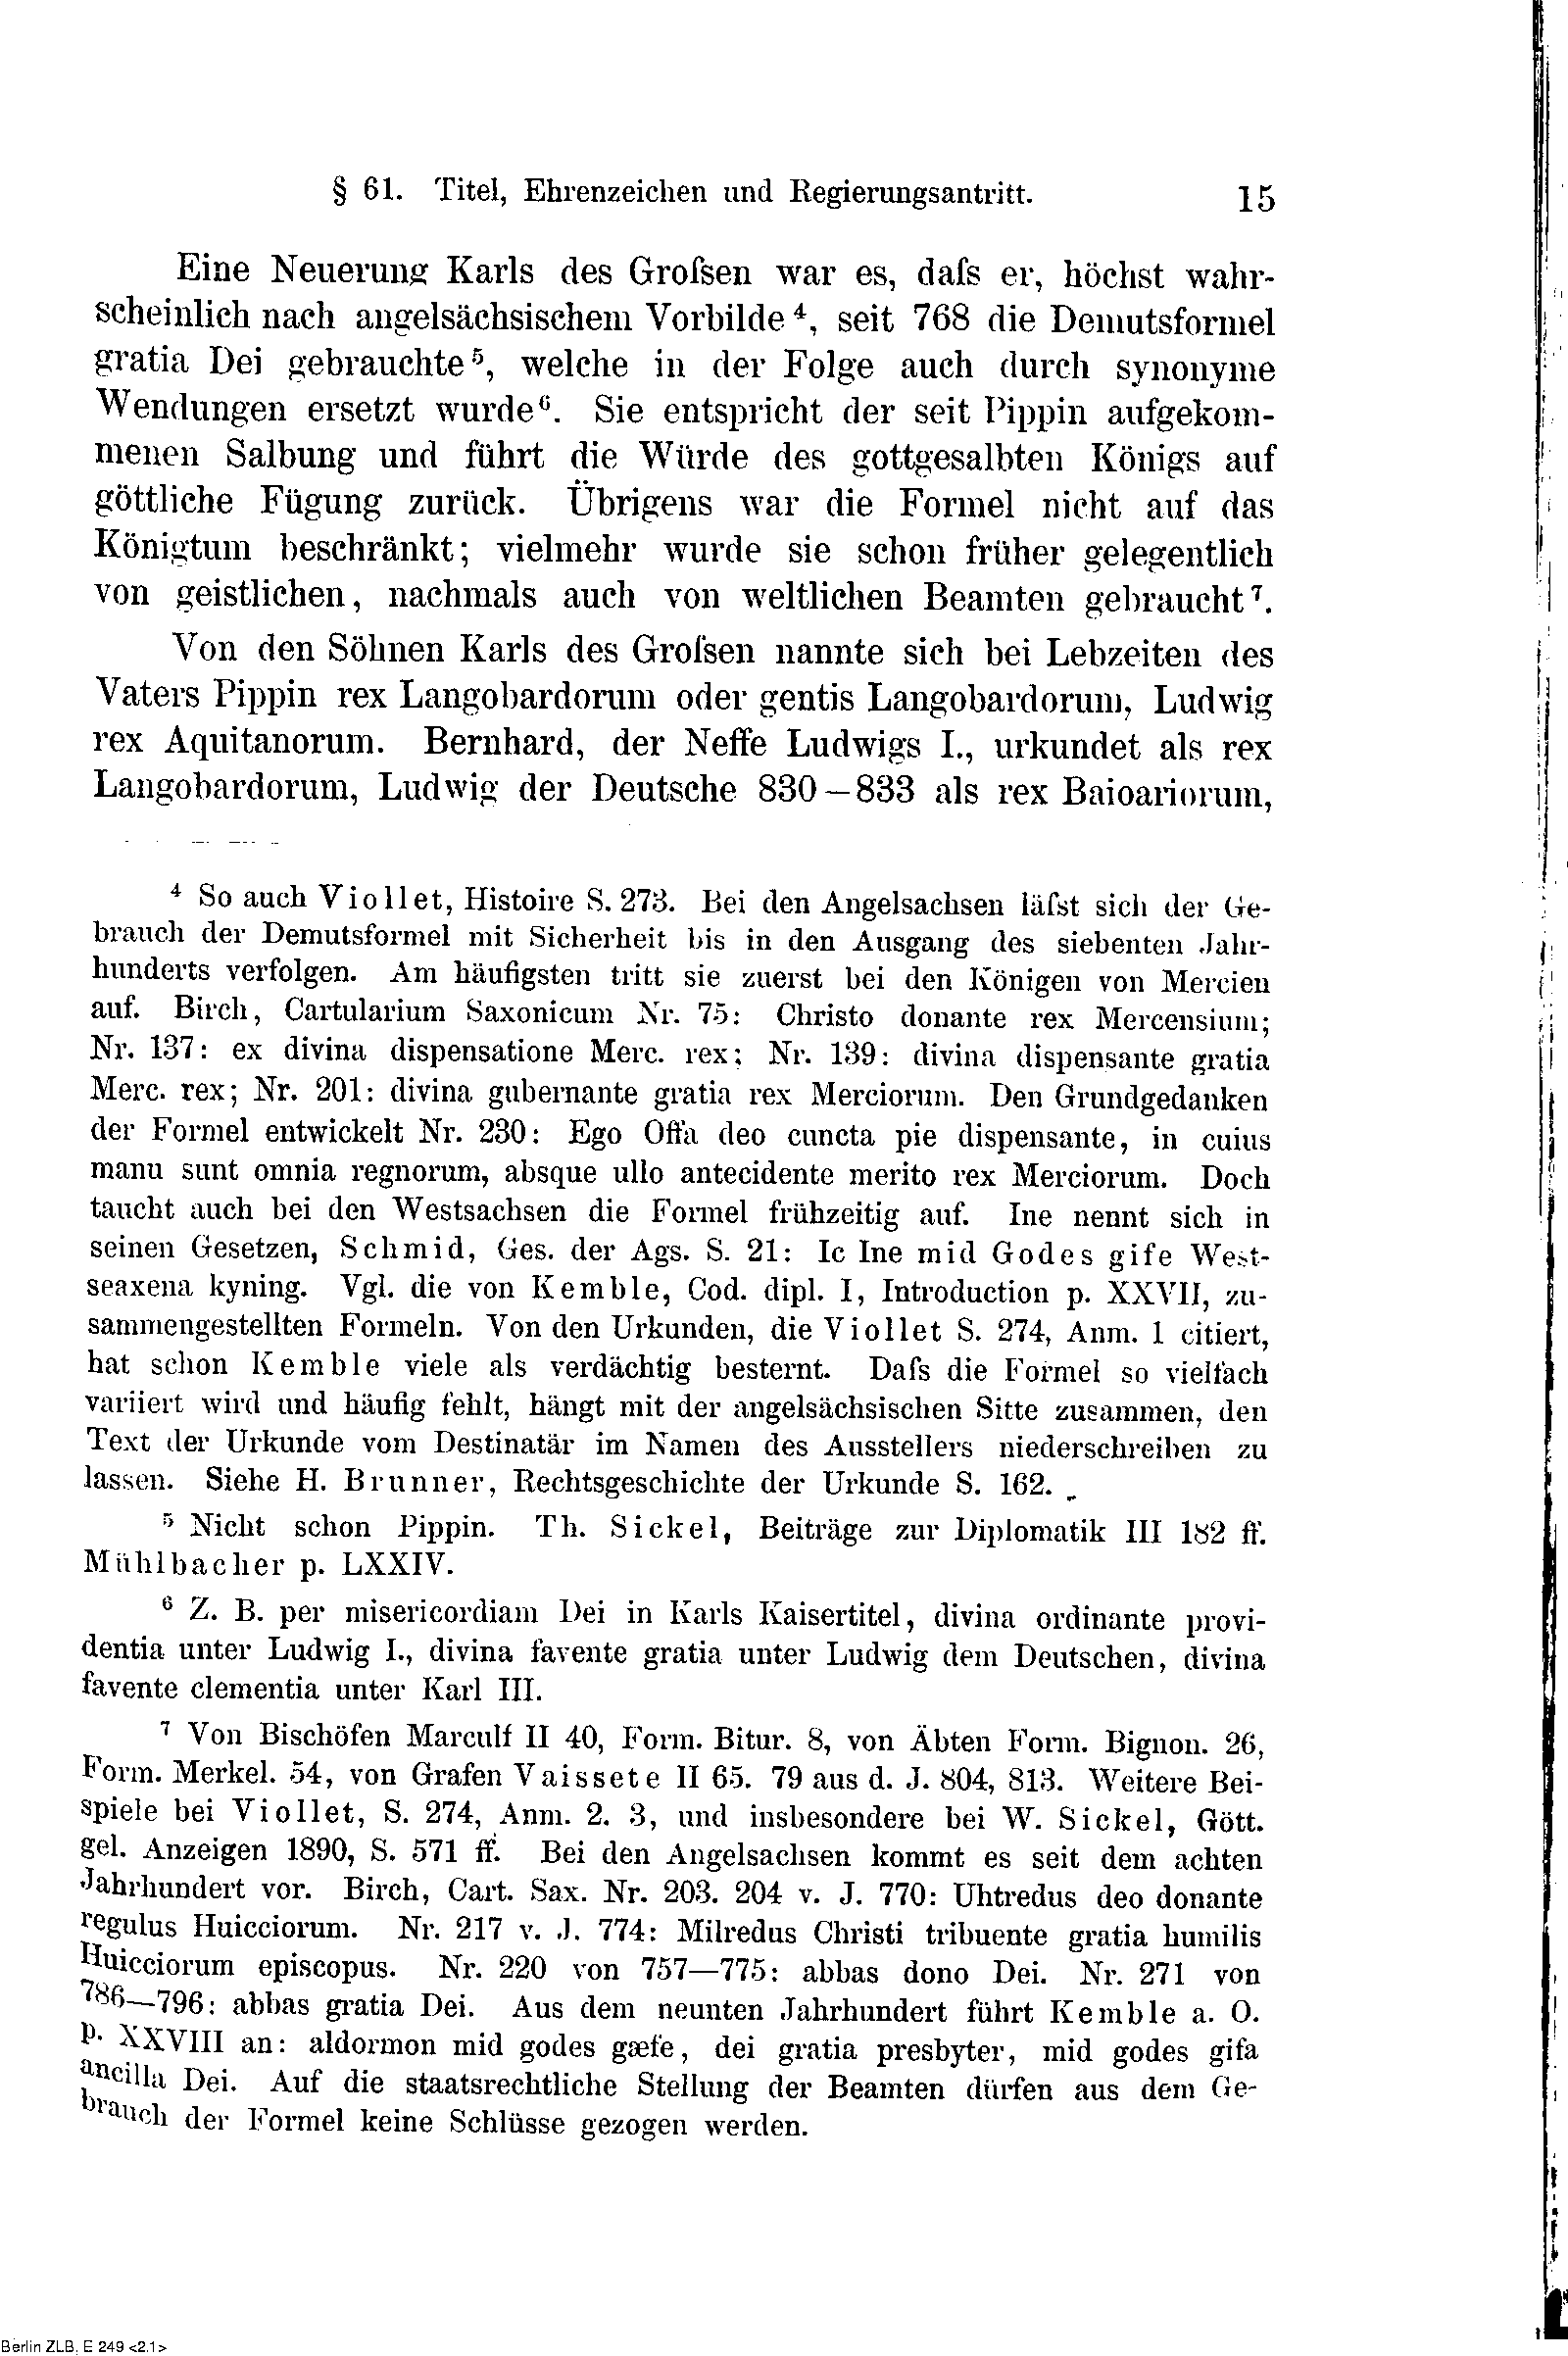 § 61. Titel, Ehrenzeichen und Regierungsantritt. 15
Eine Neuerung Karls des Groſsen war es, daſs er, höchst wahr-
scheinlich nach angelsächsischem Vorbilde⁴, seit 768 die Demutsformel
gratia Dei gebrauchte⁵, welche in der Folge auch durch synonyme
Wendungen ersetzt wurde⁶. Sie entspricht der seit Pippin aufgekom-
menen Salbung und führt die Würde des gottgesalbten Königs auf
göttliche Fügung zurück. Übrigens war die Formel nicht auf das
Königtum beschränkt; vielmehr wurde sie schon früher gelegentlich
von geistlichen, nachmals auch von weltlichen Beamten gebraucht⁷.
Von den Söhnen Karls des Groſsen nannte sich bei Lebzeiten des
Vaters Pippin rex Langobardorum oder gentis Langobardorum, Ludwig
rex Aquitanorum. Bernhard, der Neffe Ludwigs I., urkundet als rex
Langobardorum, Ludwig der Deutsche 830–833 als rex Baioariorum,
⁴ So auch Viollet, Histoire S. 273. Bei den Angelsachsen läſst sich der Ge-
brauch der Demutsformel mit Sicherheit bis in den Ausgang des siebenten Jahr-
hunderts verfolgen. Am häufigsten tritt sie zuerst bei den Königen von Mercien
auf. Birch, Cartularium Saxonicum Nr. 75: Christo donante rex Mercensium;
Nr. 137: ex divina dispensatione Merc. rex; Nr. 139: divina dispensante gratia
Merc. rex; Nr. 201: divina gubernante gratia rex Merciorum. Den Grundgedanken
der Formel entwickelt Nr. 230: Ego Offa deo cuncta pie dispensante, in cuius
manu sunt omnia regnorum, absque ullo antecidente merito rex Merciorum. Doch
taucht auch bei den Westsachsen die Formel frühzeitig auf. Ine nennt sich in
seinen Gesetzen, Schmid, Ges. der Ags. S. 21: Ic Ine mid Godes gife West-
seaxena kyning. Vgl. die von Kemble, Cod. dipl. I, Introduction p. XXVII, zu-
sammengestellten Formeln. Von den Urkunden, die Viollet S. 274, Anm. 1 citiert,
hat schon Kemble viele als verdächtig besternt. Daſs die Formel so vielfach
variiert wird und häufig fehlt, hängt mit der angelsächsischen Sitte zusammen, den
Text der Urkunde vom Destinatär im Namen des Ausstellers niederschreiben zu
lassen. Siehe H. Brunner, Rechtsgeschichte der Urkunde S. 162.
⁵ Nicht schon Pippin. Th. Sickel, Beiträge zur Diplomatik III 182 ff.
Mühlbacher p. LXXIV.
⁶ Z. B. per misericordiam Dei in Karls Kaisertitel, divina ordinante provi-
dentia unter Ludwig I., divina favente gratia unter Ludwig dem Deutschen, divina
favente clementia unter Karl III.
⁷ Von Bischöfen Marculf II 40, Form. Bitur. 8, von Äbten Form. Bignon. 26,
Form. Merkel. 54, von Grafen Vaissete II 65. 79 aus d. J. 804, 813. Weitere Bei-
spiele bei Viollet, S. 274, Anm. 2. 3, und insbesondere bei W. Sickel, Gött.
gel. Anzeigen 1890, S. 571 ff. Bei den Angelsachsen kommt es seit dem achten
Jahrhundert vor. Birch, Cart. Sax. Nr. 203. 204 v. J. 770: Uhtredus deo donante
regulus Huicciorum. Nr. 217 v. J. 774: Milredus Christi tribuente gratia humilis
Huicciorum episcopus. Nr. 220 von 757—775: abbas dono Dei. Nr. 271 von
786—796: abbas gratia Dei. Aus dem neunten Jahrhundert führt Kemble a. O.
p. XXVIII an: aldormon mid godes gæfe, dei gratia presbyter, mid godes gifa
ancilla Dei. Auf die staatsrechtliche Stellung der Beamten dürfen aus dem Ge-
brauch der Formel keine Schlüsse gezogen werden.
Berlin ZLB, E 249 <2.1>